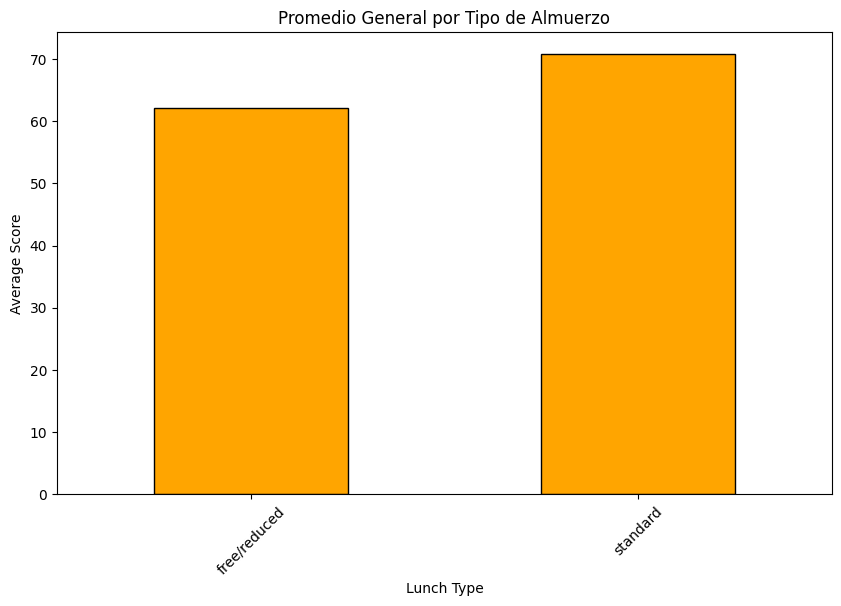 Promedio General por Tipo de Almuerzo
Average Score
70
60
50
40
30
20
10
0
free/reduced
standard
Lunch Type